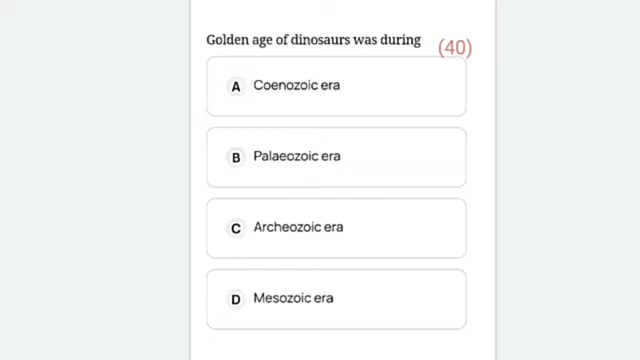 Golden age of dinosaurs was during (40)
A Coenozoic era
B Palaeozoic era
C Archeozoic era
D Mesozoic era